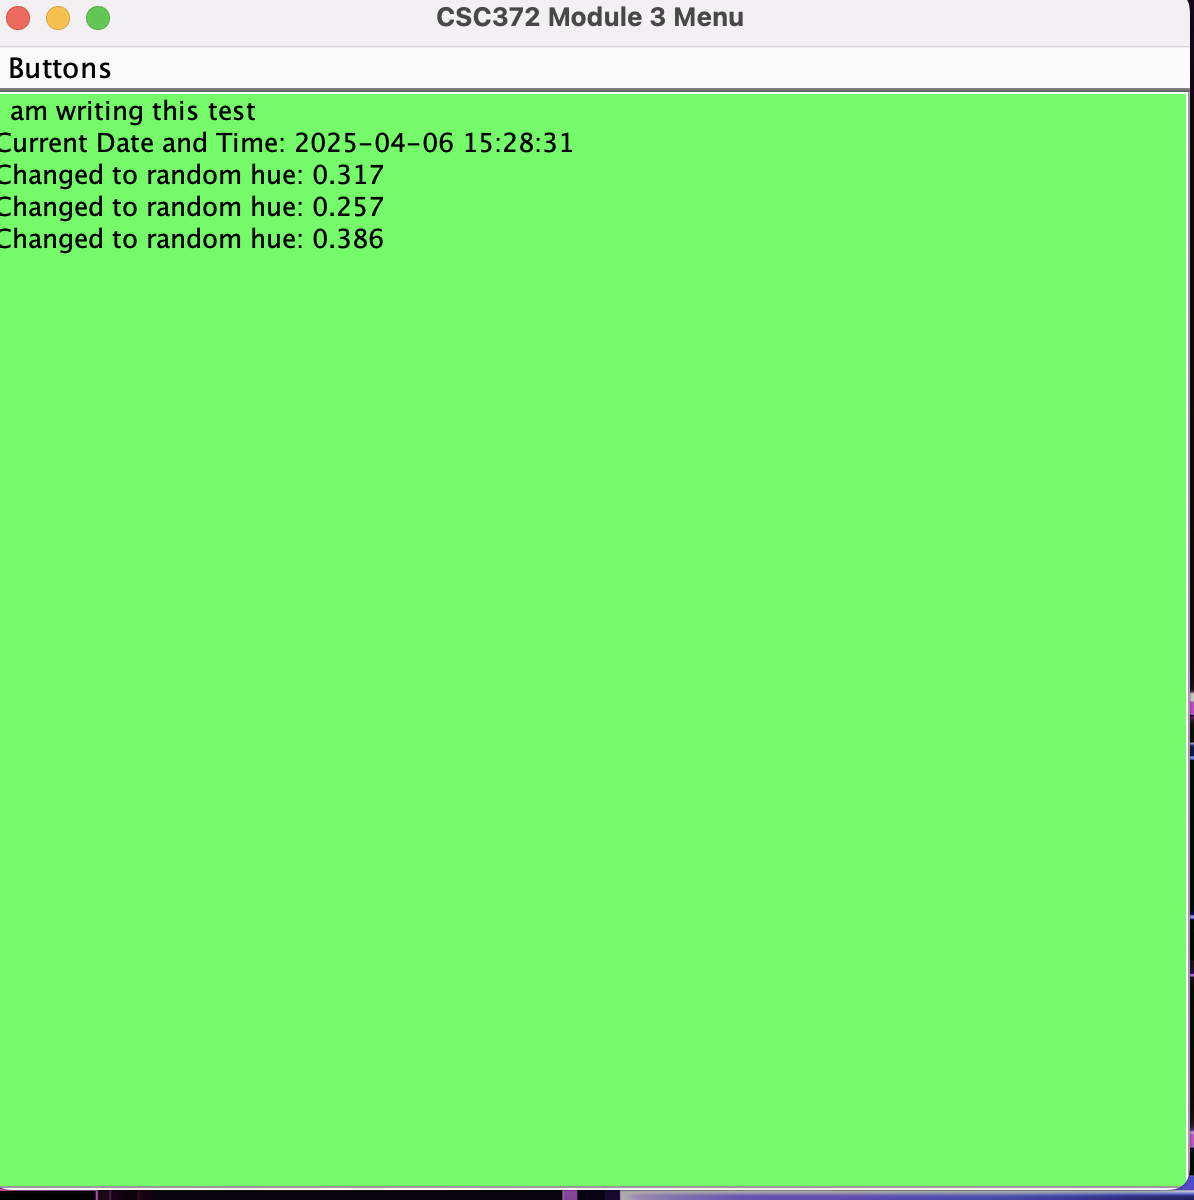 CSC372 Module 3 Menu
Buttons
am writing this test
Current Date and Time: 2025-04-06 15:28:31
Changed to random hue: 0.317
Changed to random hue: 0.257
Changed to random hue: 0.386